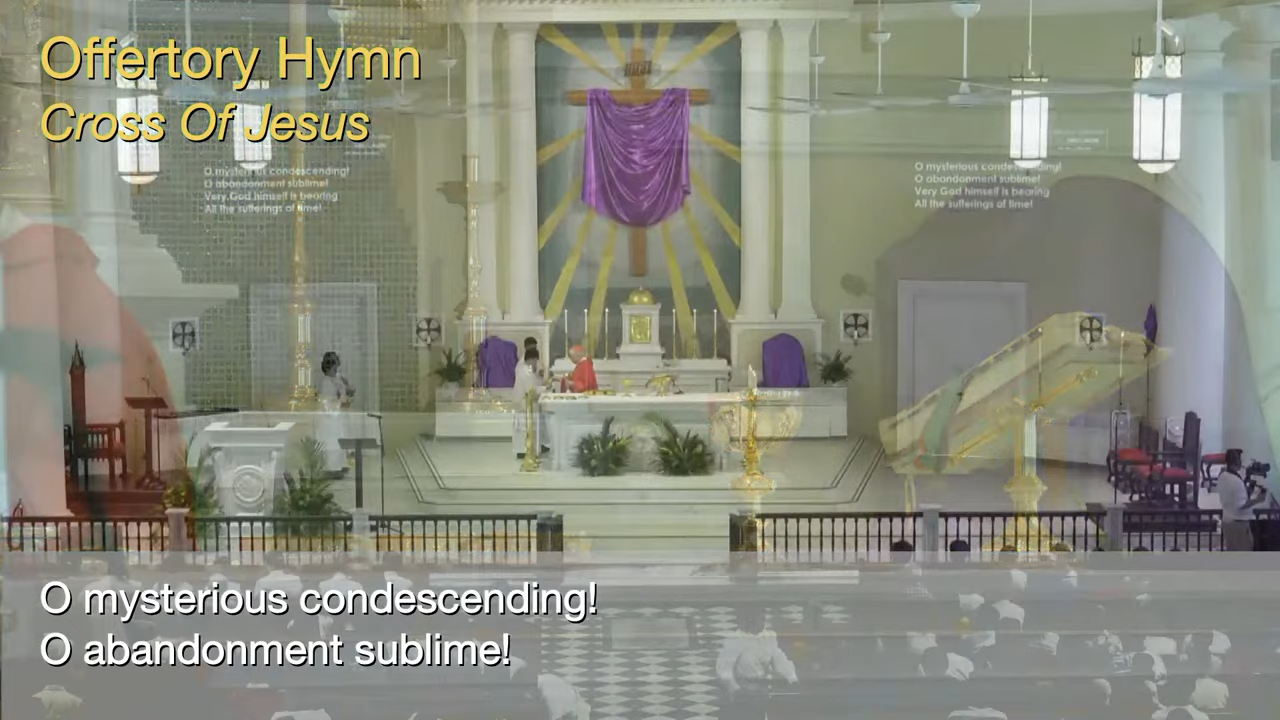 Offertory Hymn
Cross Of Jesus
O mysterious condescending!
O abandonment sublime!
Very God himself is bearing
All the sufferings of time!
O mysterious condescending!
O abandonment sublime!
Very God himself is bearing
All the sufferings of time!
O mysterious condescending!
O abandonment sublime!